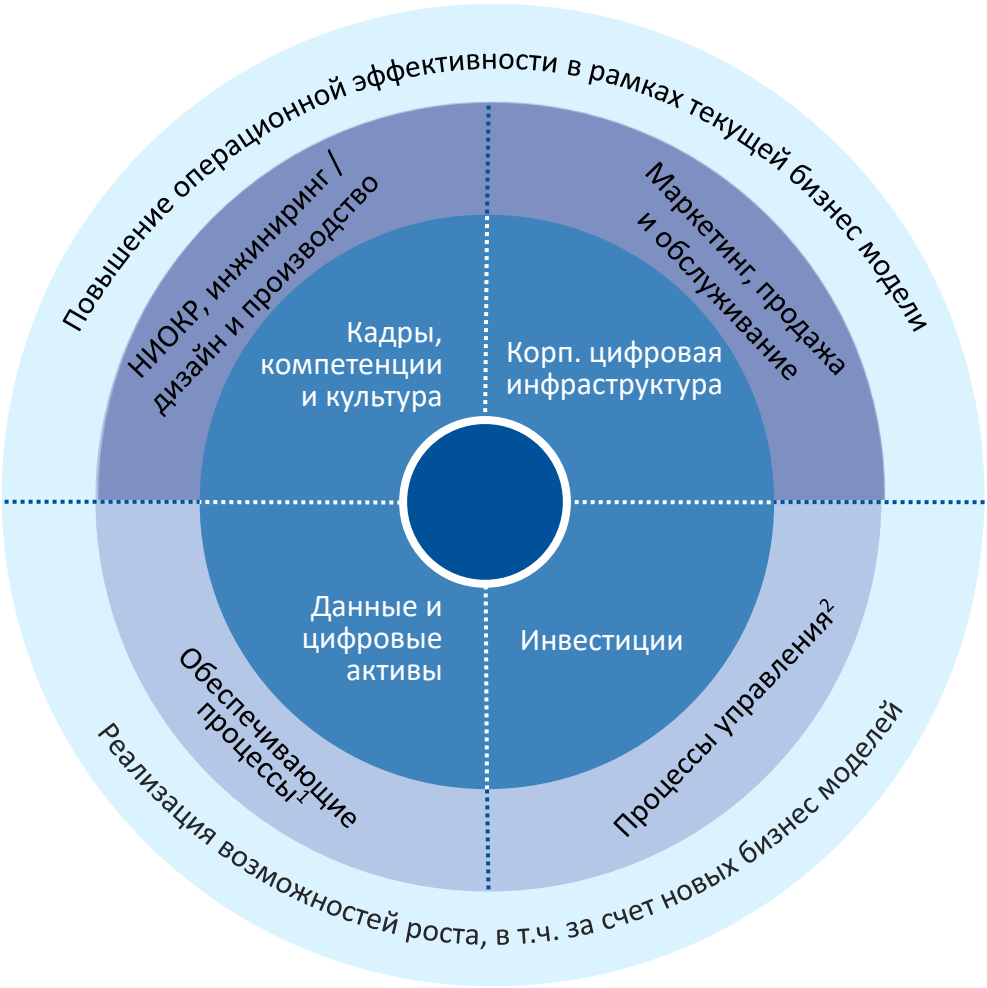 Повышение операционной эффективности в рамках текущей бизнес модели
НИОКР, инжиниринг /
дизайн и производство
Маркетинг, продажа
и обслуживание
Кадры,
компетенции
и культура
Корп. цифровая
инфраструктура
Данные и
цифровые
активы
Инвестиции
Обеспечивающие
процессы¹
Процессы управления²
Реализация возможностей роста, в т.ч. за счет новых бизнес моделей